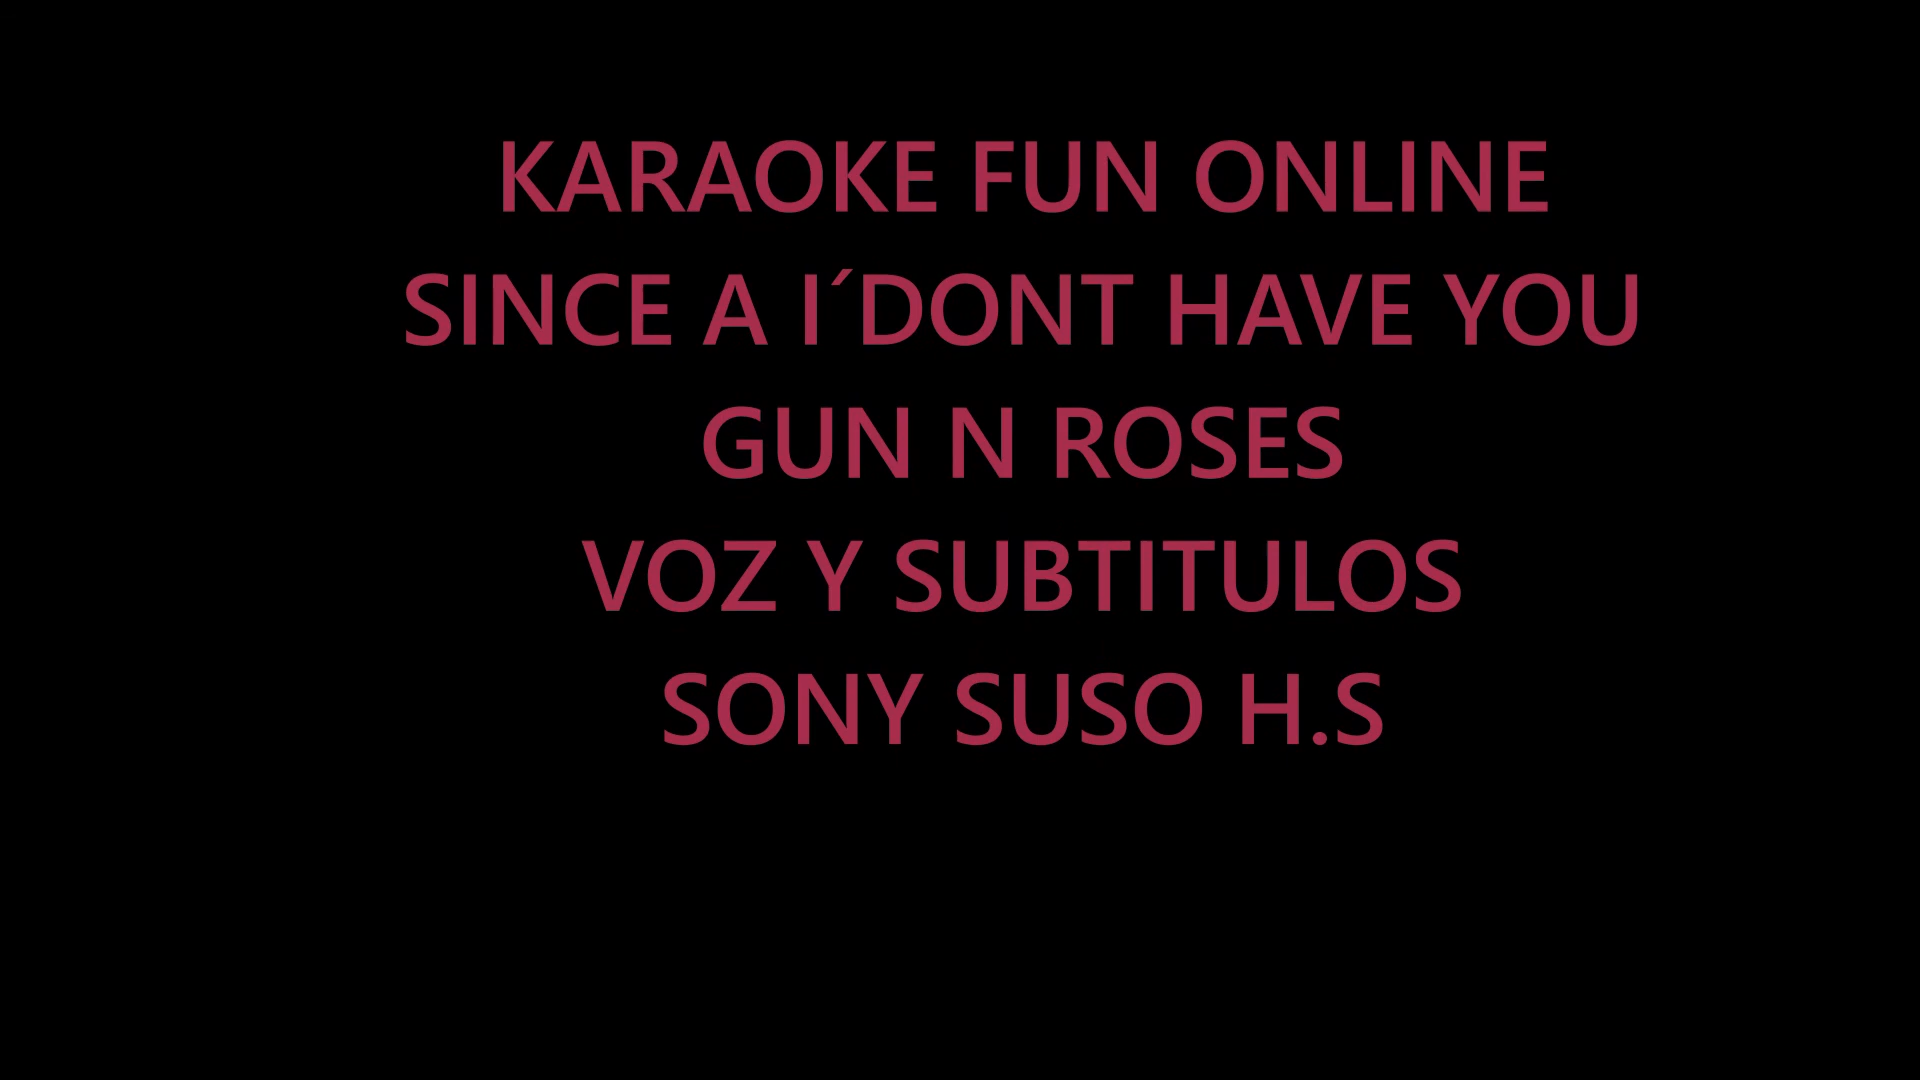 KARAOKE FUN ONLINE
SINCE A I´DONT HAVE YOU
GUN N ROSES
VOZ Y SUBTITULOS
SONY SUSO H.S